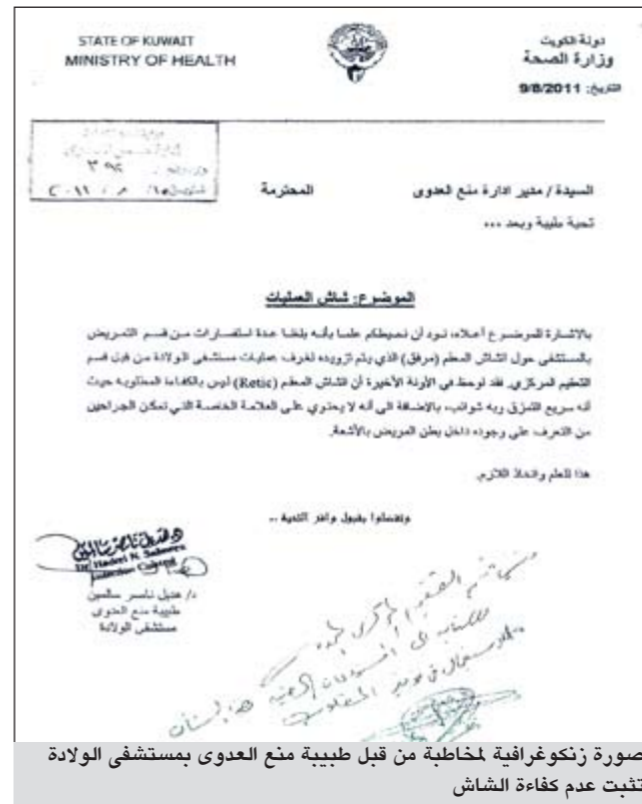 STATE OF KUWAIT
MINISTRY OF HEALTH
دولة الكويت
وزارة الصحة
التاريخ: 9/8/2011
السيدة / مدير ادارة منع العدوى المحترمة
تحية طيبة وبعد ...
الموضوع: شاش العمليات
بالاشارة للموضوع أعلاه، نود أن نحيطكم علما بأنه بلغنا عدة استفسارات من قسم التمريض
بالمستشفى حول الشاش المعقم (مرفق) الذي يتم تزويده لغرف عمليات مستشفى الولادة من قبل قسم
التعقيم المركزي. فقد لوحظ في الآونة الأخيرة أن الشاش المعقم (Retic) ليس بالكفاءة المطلوبة حيث
أنه سريع التمزق وبه شوائب، بالاضافة الى أنه لا يحتوي على العلامة الخاصة التي تمكن الجراحين
من التعرف على وجوده داخل بطن المريض بالأشعة.
هذا للعلم واتخاذ اللازم.
وتفضلوا بقبول وافر التحية ..
د/ هديل ناصر سالمين
طبيبة منع العدوى
مستشفى الولادة
صورة زنكوغرافية لمخاطبة من قبل طبيبة منع العدوى بمستشفى الولادة
تثبت عدم كفاءة الشاش